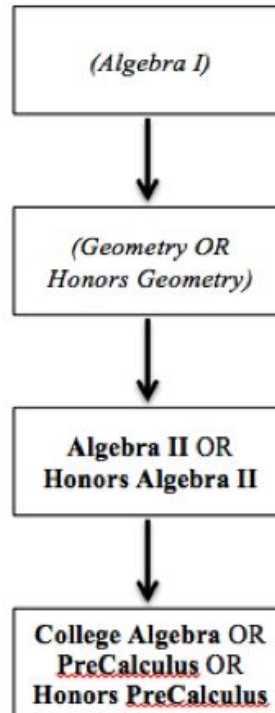 (Algebra I)
(Geometry OR
Honors Geometry)
Algebra II OR
Honors Algebra II
College Algebra OR
PreCalculus OR
Honors PreCalculus